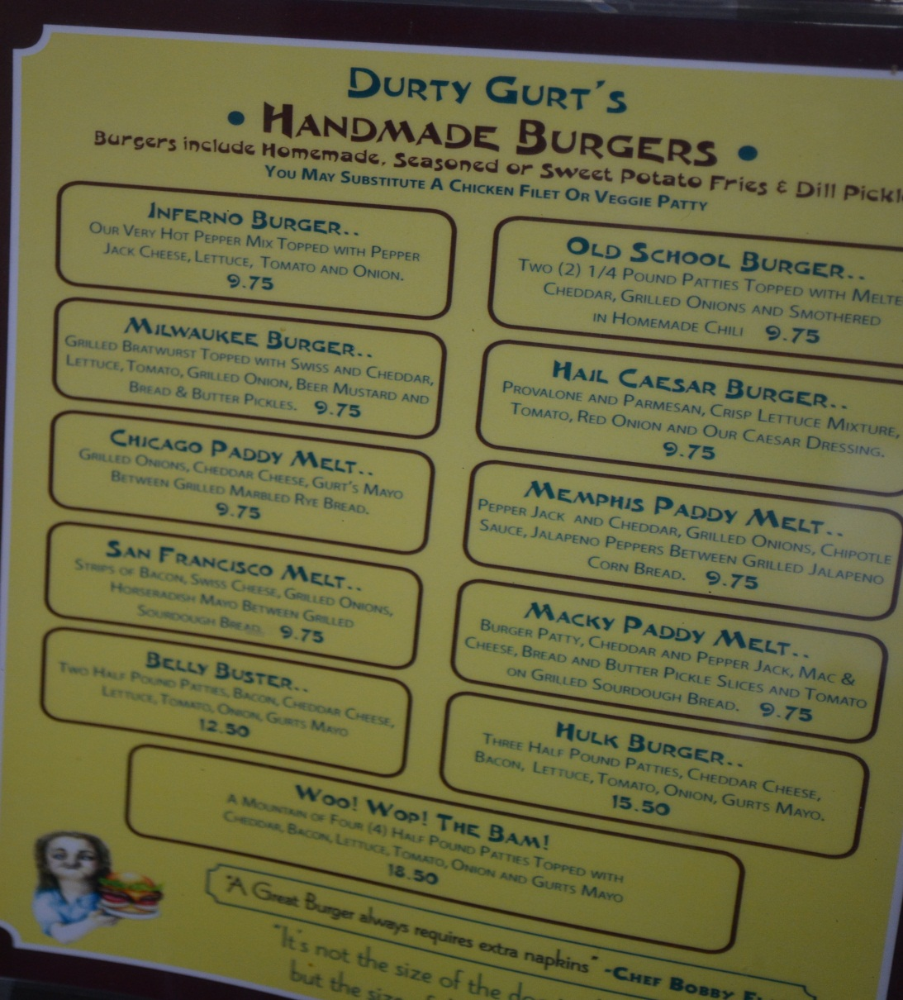 Durty Gurt's
• Handmade Burgers •
Burgers include Homemade, Seasoned or Sweet Potato Fries & Dill
You May Substitute A Chicken Filet Or Veggie Patty
Inferno Burger..
Our Very Hot Pepper Mix Topped with Pepper
Jack Cheese, Lettuce, Tomato and Onion.
9.75
Milwaukee Burger..
Grilled Bratwurst Topped with Swiss and Cheddar,
Lettuce, Tomato, Grilled Onion, Beer Mustard and
Bread & Butter Pickles. 9.75
Chicago Paddy Melt..
Grilled Onions, Cheddar Cheese, Gurt's Mayo
Between Grilled Marbled Rye Bread.
9.75
San Francisco Melt..
Strips of Bacon, Swiss Cheese, Grilled Onions,
Horseradish Mayo Between Grilled
Sourdough Bread. 9.75
Belly Buster..
Two Half Pound Patties, Bacon, Cheddar Cheese,
Lettuce, Tomato, Onion, Gurts Mayo
12.50
Old School Burger..
Two (2) 1/4 Pound Patties Topped with
Cheddar, Grilled Onions and Smothered
in Homemade Chili 9.75
Hail Caesar Burger..
Provalone and Parmesan, Crisp Lettuce Mixture,
Tomato, Red Onion and Our Caesar Dressing.
9.75
Memphis Paddy Melt..
Pepper Jack and Cheddar, Grilled Onions, Chipotle
Sauce, Jalapeno Peppers Between Grilled Jalapeno
Corn Bread. 9.75
Macky Paddy Melt..
Burger Patty, Cheddar and Pepper Jack, Mac &
Cheese, Bread and Butter Pickle Slices and Tomato
on Grilled Sourdough Bread. 9.75
Hulk Burger..
Three Half Pound Patties, Cheddar Cheese,
Bacon, Lettuce, Tomato, Onion, Gurts Mayo.
15.50
Woo! Wop! The Bam!
A Mountain of Four (4) Half Pound Patties Topped with
Cheddar, Bacon, Lettuce, Tomato, Onion and Gurts Mayo
18.50
"A Great Burger always requires extra napkins" -Chef Bobby
"It's not the size of the
but the